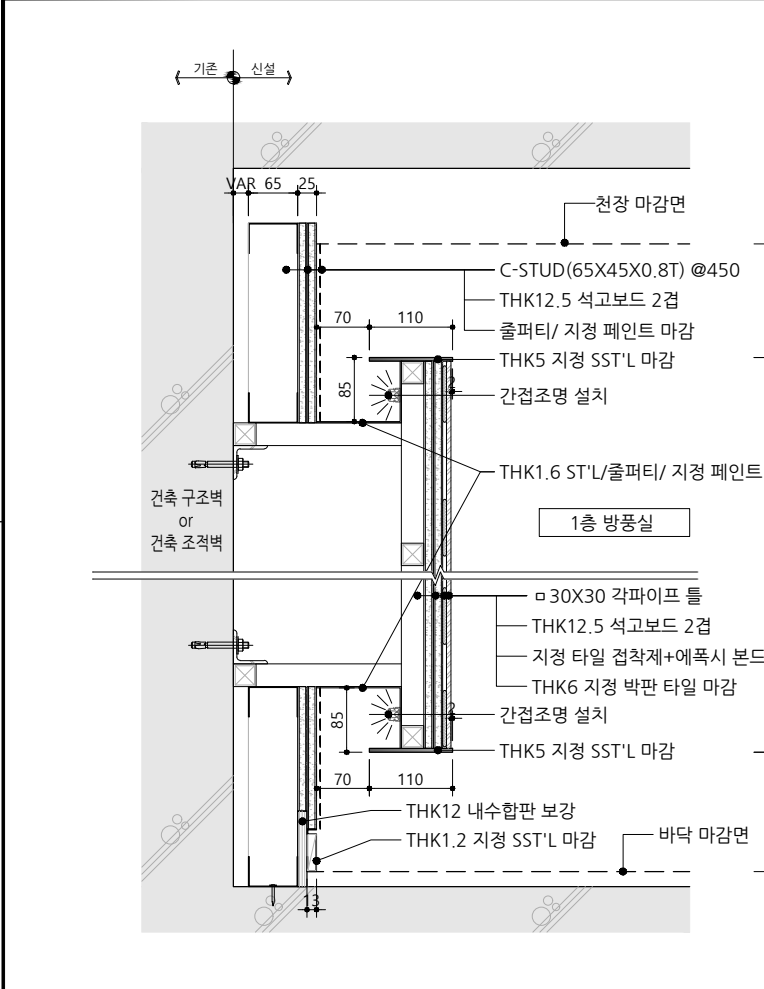 기존 신설
VAR 65 25
천장 마감면
C-STUD(65X45X0.8T) @450
THK12.5 석고보드 2겹
70 110
줄퍼티/ 지정 페인트 마감
THK5 지정 SST'L 마감
85
2
간접조명 설치
THK1.6 ST'L/줄퍼티/ 지정 페인트
건축 구조벽
or
건축 조적벽
1층 방풍실
ㅁ30X30 각파이프 틀
THK12.5 석고보드 2겹
지정 타일 접착제+에폭시 본드
THK6 지정 박판 타일 마감
85
2
간접조명 설치
THK5 지정 SST'L 마감
70 110
THK12 내수합판 보강
THK1.2 지정 SST'L 마감
바닥 마감면
13